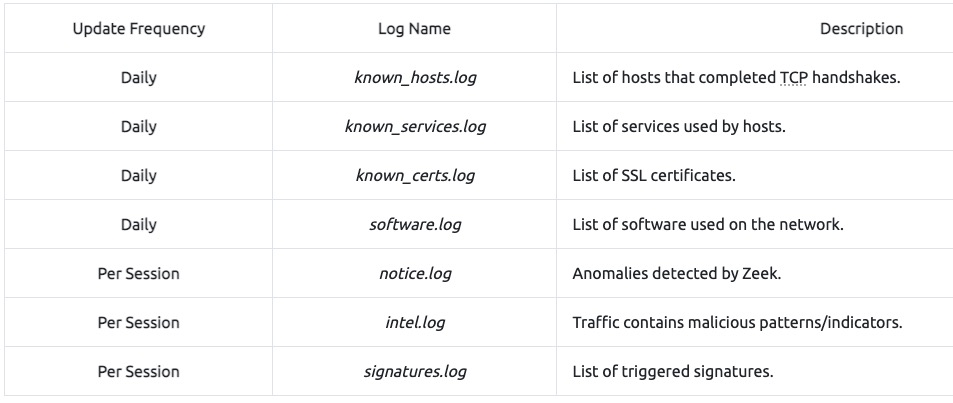 Update Frequency Log Name Description
Daily known_hosts.log List of hosts that completed TCP handshakes.
Daily known_services.log List of services used by hosts.
Daily known_certs.log List of SSL certificates.
Daily software.log List of software used on the network.
Per Session notice.log Anomalies detected by Zeek.
Per Session intel.log Traffic contains malicious patterns/indicators.
Per Session signatures.log List of triggered signatures.